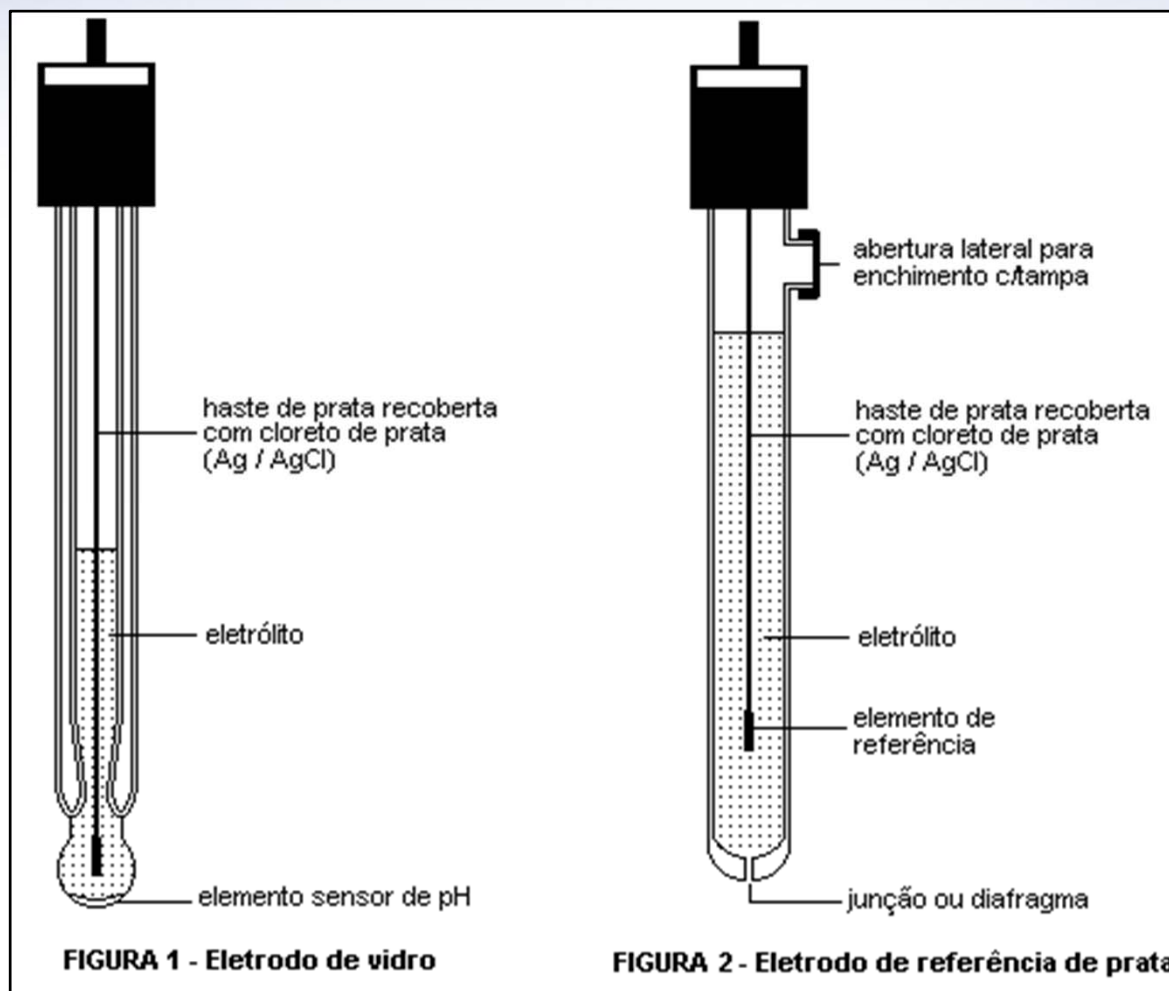 haste de prata recoberta
com cloreto de prata
(Ag / AgCl)
eletrólito
elemento sensor de pH
FIGURA 1 - Eletrodo de vidro
abertura lateral para
enchimento c/tampa
haste de prata recoberta
com cloreto de prata
(Ag / AgCl)
eletrólito
elemento de
referência
junção ou diafragma
FIGURA 2 - Eletrodo de referência de prata